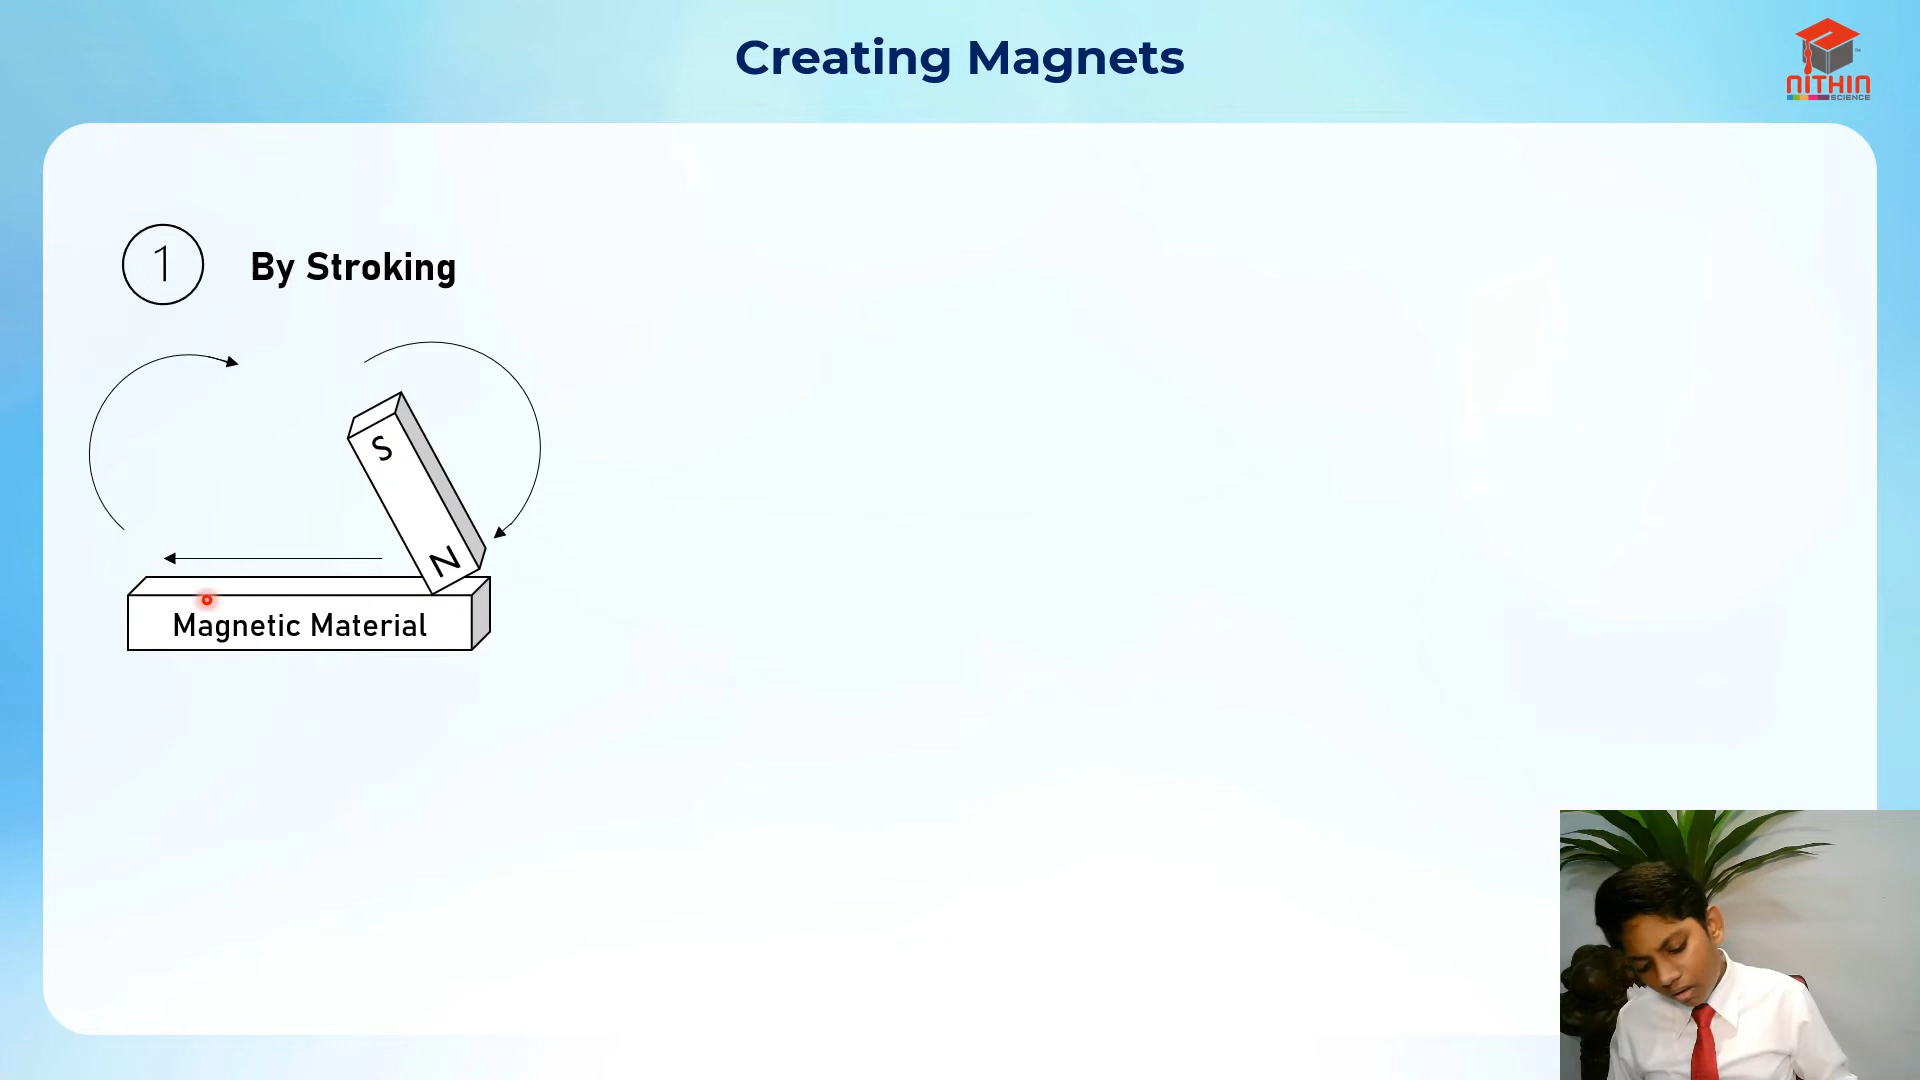 Creating Magnets
NITHIN
SCIENCE
1
By Stroking
S
N
Magnetic Material